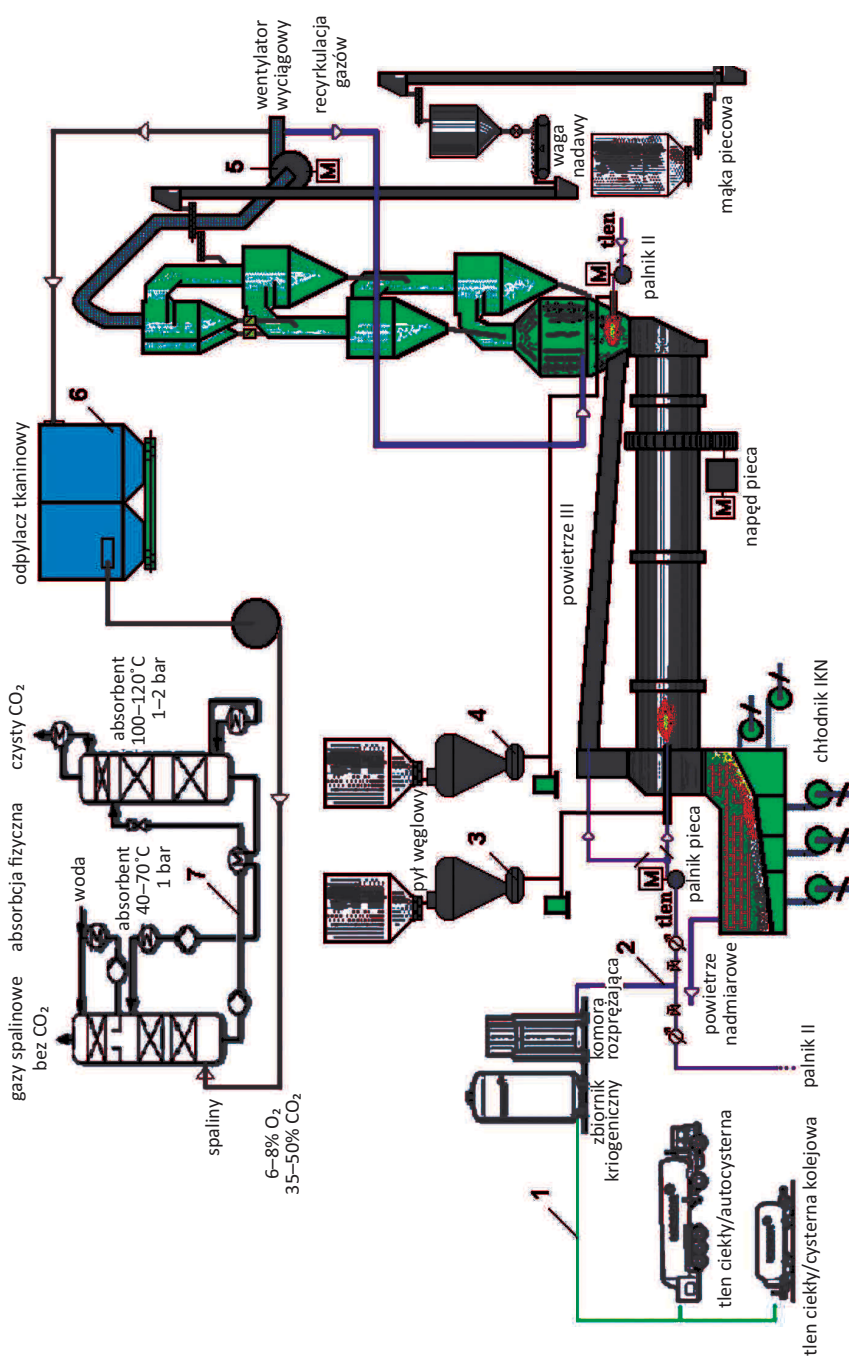 gazy spalinowe
bez CO₂
absorbcja fizyczna
czysty CO₂
odpylacz tkaninowy
woda
absorbent
40–70˚C
1 bar
absorbent
100–120˚C
1–2 bar
7
6
spaliny
6–8% O₂
35–50% CO₂
5
M
wentylator
wyciągowy
recyrkulacja
gazów
waga
nadawy
mąka piecowa
pył węglowy
3
4
powietrze III
M
tlen
palnik II
1
zbiornik
kriogeniczny
komora
rozprężająca
2
M
tlen
palnik pieca
powietrze
nadmiarowe
palnik II
M
napęd pieca
chłodnik IKN
tlen ciekły/autocysterna
tlen ciekły/cysterna kolejowa